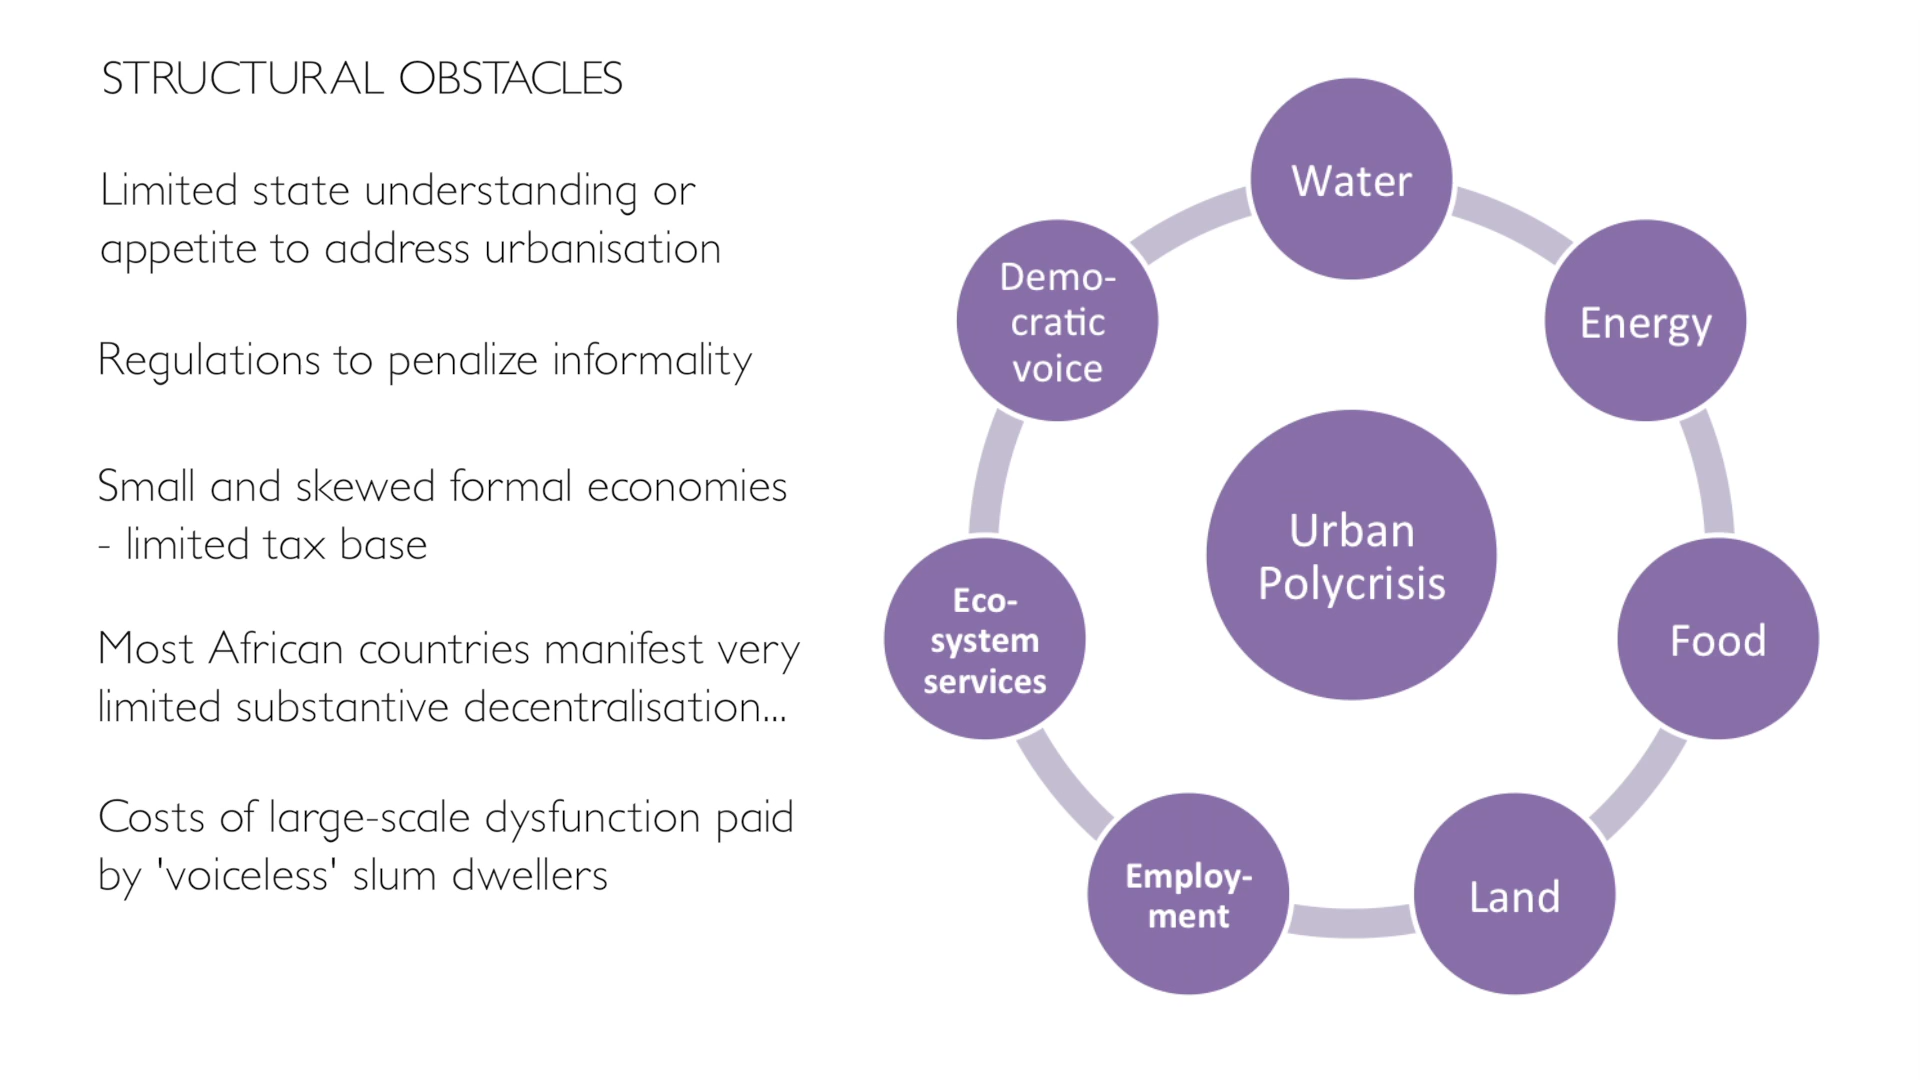 STRUCTURAL OBSTACLES
Limited state understanding or
appetite to address urbanisation
Regulations to penalize informality
Small and skewed formal economies
- limited tax base
Most African countries manifest very
limited substantive decentralisation...
Costs of large-scale dysfunction paid
by 'voiceless' slum dwellers
Water
Energy
Food
Land
Employ-
ment
Eco-
system
services
Demo-
cratic
voice
Urban
Polycrisis